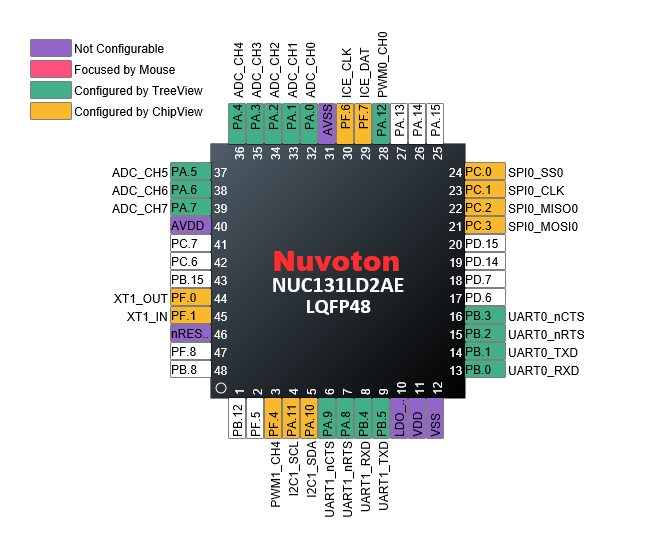 Not Configurable
Focused by Mouse
Configured by TreeView
Configured by ChipView
ADC_CH4
ADC_CH3
ADC_CH2
ADC_CH1
ADC_CH0
ICE_CLK
ICE_DAT
PWM0_CH0
PA.4
PA.3
PA.2
PA.1
PA.0
AVSS
PF.6
PF.7
PA.12
PA.13
PA.14
PA.15
36
35
34
33
32
31
30
29
28
27
26
25
ADC_CH5 PA.5 37
ADC_CH6 PA.6 38
ADC_CH7 PA.7 39
AVDD 40
PC.7 41
PC.6 42
PB.15 43
XT1_OUT PF.0 44
XT1_IN PF.1 45
nRES.. 46
PF.8 47
PB.8 48
Nuvoton
NUC131LD2AE
LQFP48
24 PC.0 SPI0_SS0
23 PC.1 SPI0_CLK
22 PC.2 SPI0_MISO0
21 PC.3 SPI0_MOSI0
20 PD.15
19 PD.14
18 PD.7
17 PD.6
16 PB.3 UART0_nCTS
15 PB.2 UART0_nRTS
14 PB.1 UART0_TXD
13 PB.0 UART0_RXD
1
2
3
4
5
6
7
8
9
10
11
12
PB.12
PF.5
PF.4
PA.11
PA.10
PA.9
PA.8
PB.4
PB.5
LDO_..
VDD
VSS
PWM1_CH4
I2C1_SCL
I2C1_SDA
UART1_nCTS
UART1_nRTS
UART1_RXD
UART1_TXD